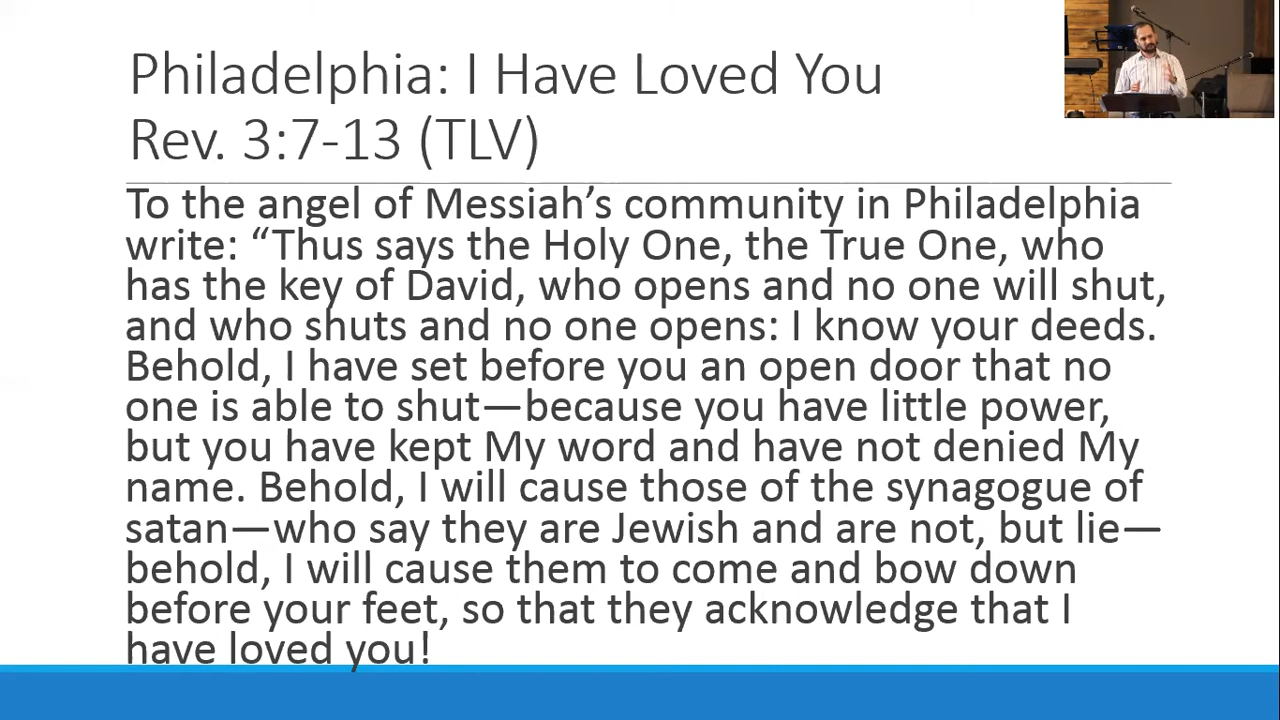 Philadelphia: I Have Loved You
Rev. 3:7-13 (TLV)
To the angel of Messiah’s community in Philadelphia
write: “Thus says the Holy One, the True One, who
has the key of David, who opens and no one will shut,
and who shuts and no one opens: I know your deeds.
Behold, I have set before you an open door that no
one is able to shut—because you have little power,
but you have kept My word and have not denied My
name. Behold, I will cause those of the synagogue of
satan—who say they are Jewish and are not, but lie—
behold, I will cause them to come and bow down
before your feet, so that they acknowledge that I
have loved you!